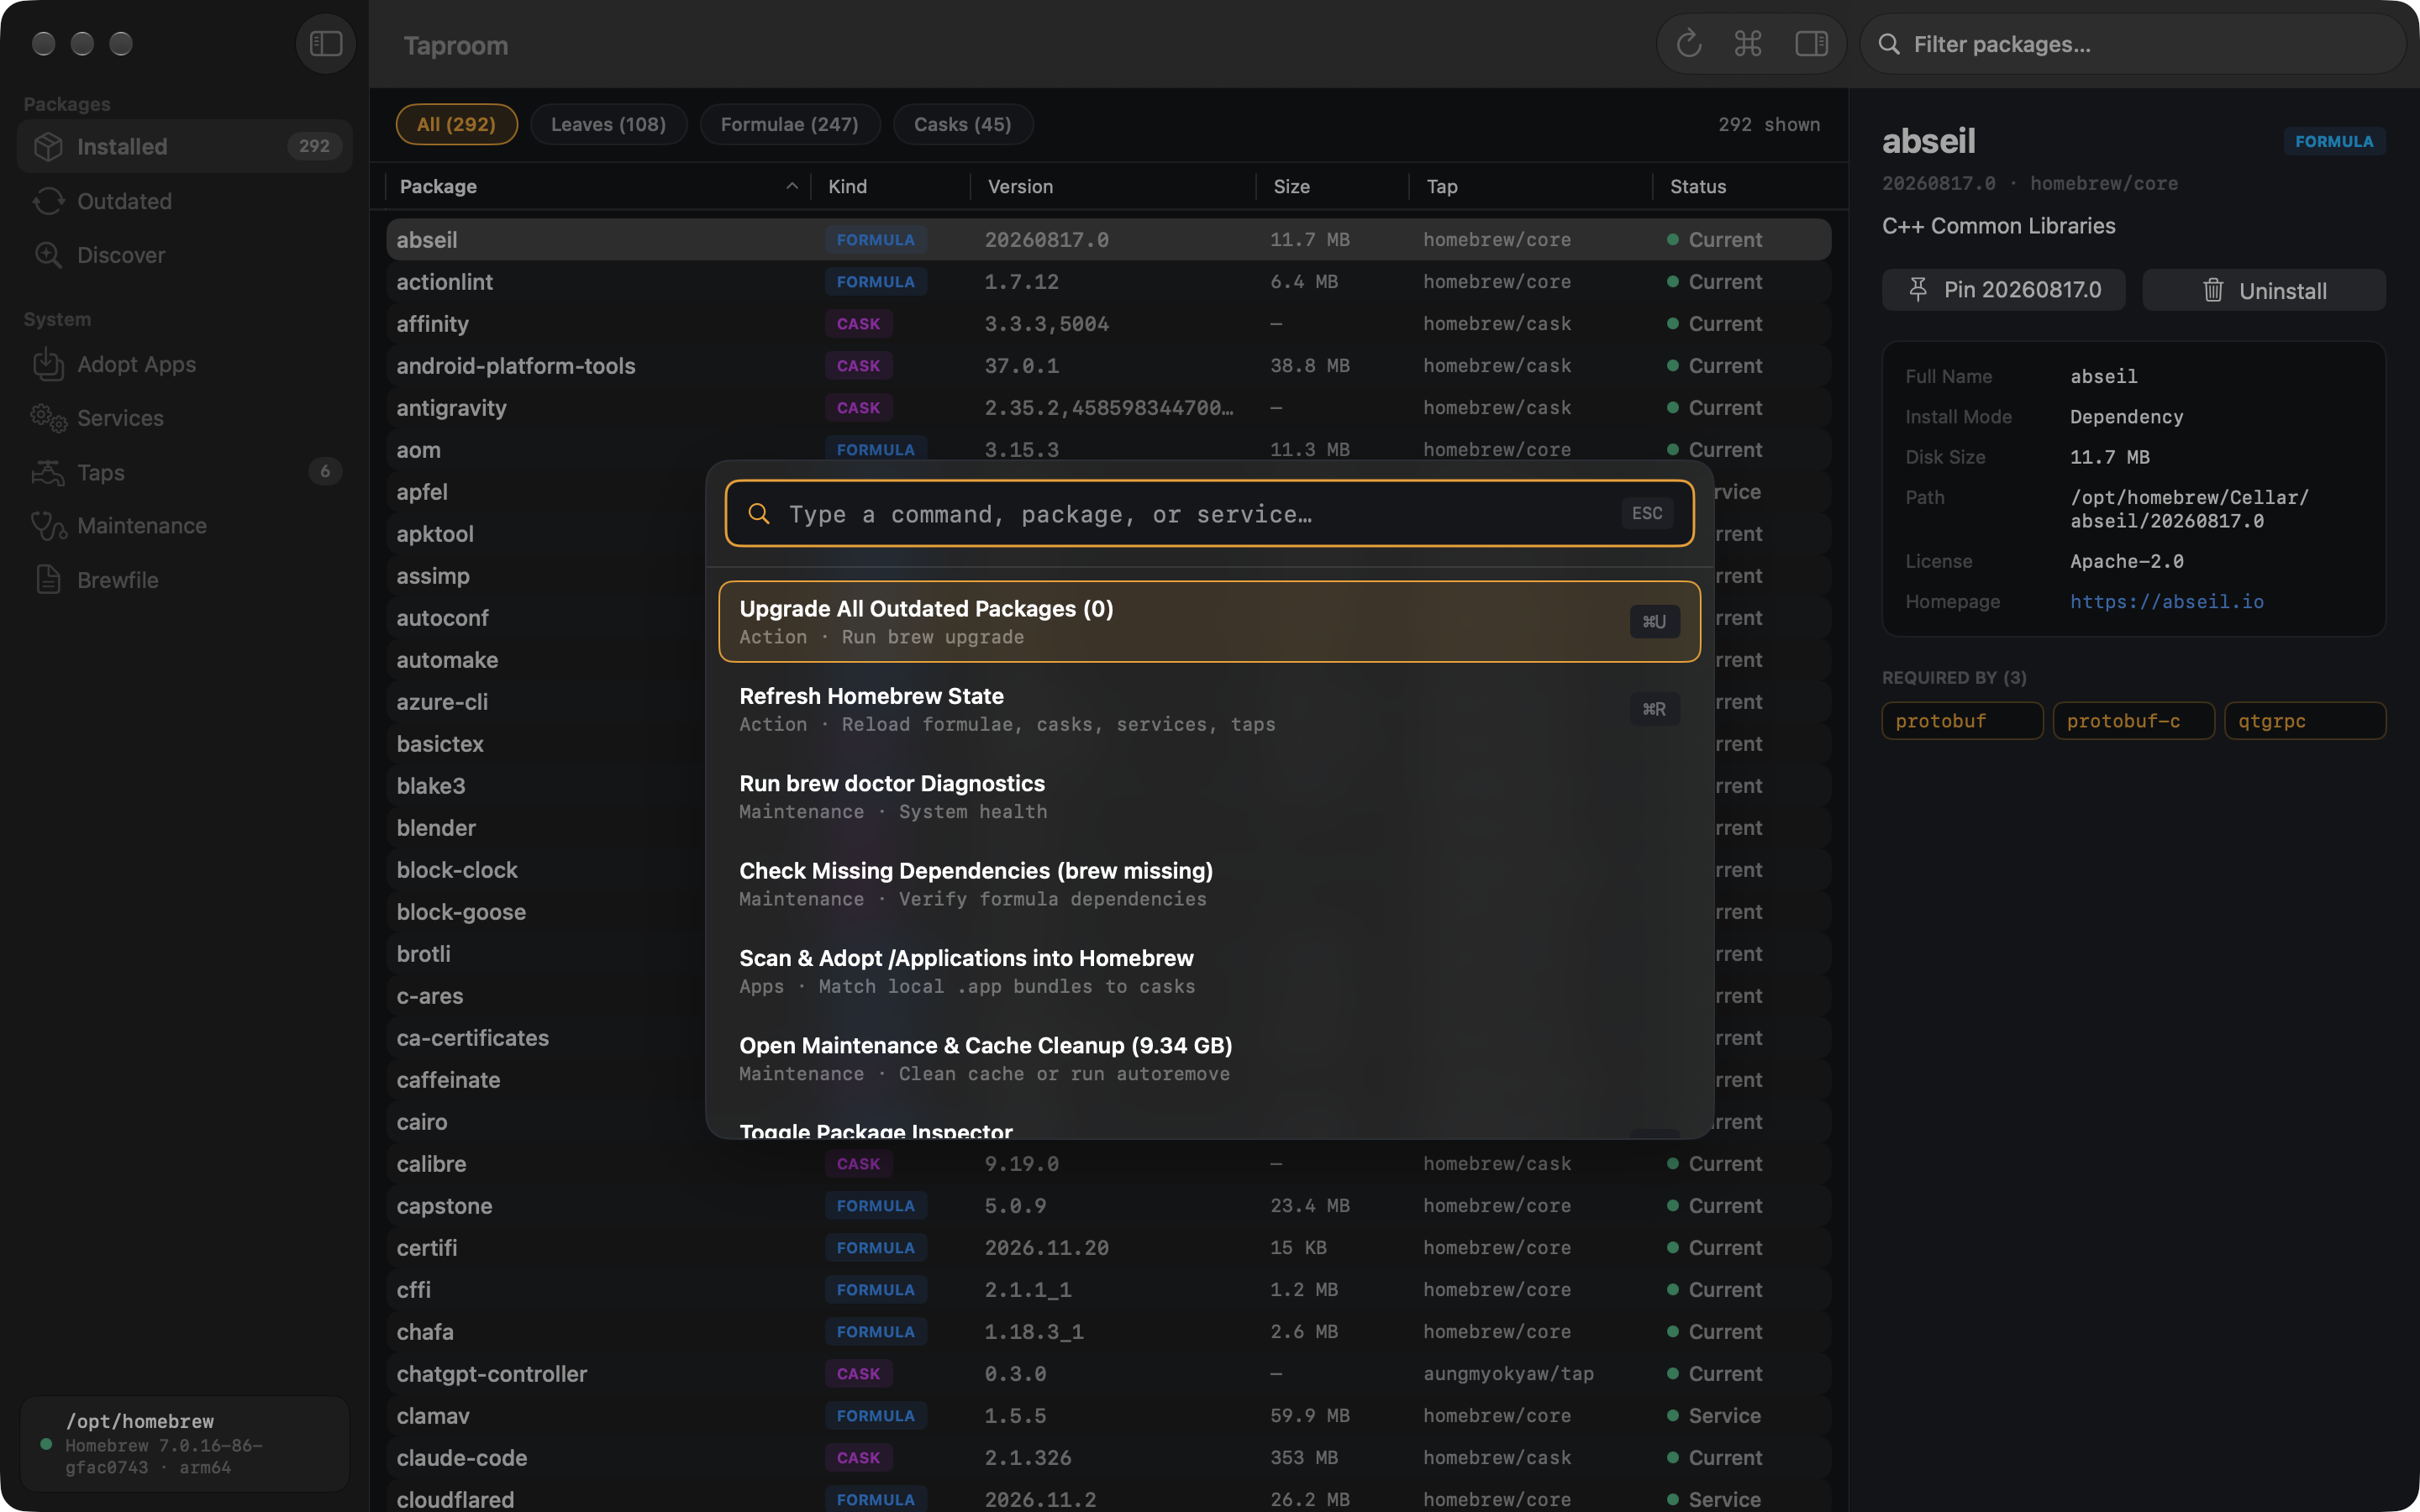 Taproom
Filter packages...
Packages
Installed 292
Outdated
Discover
System
Adopt Apps
Services
Taps 6
Maintenance
Brewfile
/opt/homebrew
Homebrew 7.0.16-86-
gfac0743 · arm64
All (292) Leaves (108) Formulae (247) Casks (45) 292 shown
Package Kind Version Size Tap Status
abseil FORMULA 20260817.0 11.7 MB homebrew/core Current
actionlint FORMULA 1.7.12 6.4 MB homebrew/core Current
affinity CASK 3.3.3,5004 — homebrew/cask Current
android-platform-tools CASK 37.0.1 38.8 MB homebrew/cask Current
antigravity CASK 2.35.2,458598344700… — homebrew/cask Current
aom FORMULA 3.15.3 11.3 MB homebrew/core Current
apfel
apktool
assimp
autoconf
automake
azure-cli
basictex
blake3
blender
block-clock
block-goose
brotli
c-ares
ca-certificates
caffeinate
cairo
calibre CASK 9.19.0 — homebrew/cask Current
capstone FORMULA 5.0.9 23.4 MB homebrew/core Current
certifi FORMULA 2026.11.20 15 KB homebrew/core Current
cffi FORMULA 2.1.1_1 1.2 MB homebrew/core Current
chafa FORMULA 1.18.3_1 2.6 MB homebrew/core Current
chatgpt-controller CASK 0.3.0 — aungmyokyaw/tap Current
clamav FORMULA 1.5.5 59.9 MB homebrew/core Service
claude-code CASK 2.1.326 353 MB homebrew/cask Current
cloudflared FORMULA 2026.11.2 26.2 MB homebrew/core Service
Type a command, package, or service… ESC
Upgrade All Outdated Packages (0) ⌘U
Action · Run brew upgrade
Refresh Homebrew State ⌘R
Action · Reload formulae, casks, services, taps
Run brew doctor Diagnostics
Maintenance · System health
Check Missing Dependencies (brew missing)
Maintenance · Verify formula dependencies
Scan & Adopt /Applications into Homebrew
Apps · Match local .app bundles to casks
Open Maintenance & Cache Cleanup (9.34 GB)
Maintenance · Clean cache or run autoremove
Toggle Package Inspector
abseil FORMULA
20260817.0 · homebrew/core
C++ Common Libraries
Pin 20260817.0 Uninstall
Full Name abseil
Install Mode Dependency
Disk Size 11.7 MB
Path /opt/homebrew/Cellar/
abseil/20260817.0
License Apache-2.0
Homepage https://abseil.io
REQUIRED BY (3)
protobuf protobuf-c qtgrpc